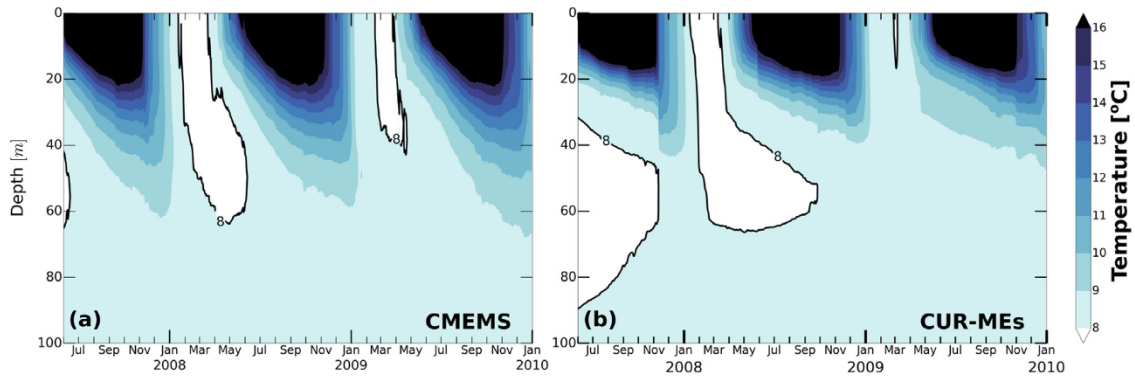 0
20
40
60
80
100
Depth [m]
8
8
(a)
CMEMS
Jul Sep Nov 2008 Mar May Jul Sep Nov 2009 Mar May Jul Sep Nov Jan
2010
0
20
40
60
80
100
8
8
(b)
CUR-MEs
Jul Sep Nov Jan Mar May Jul Sep Nov Jan Mar May Jul Sep Nov Jan
2008 2009 2010
16
15
14
13
12
11
10
9
8
Temperature [ºC]